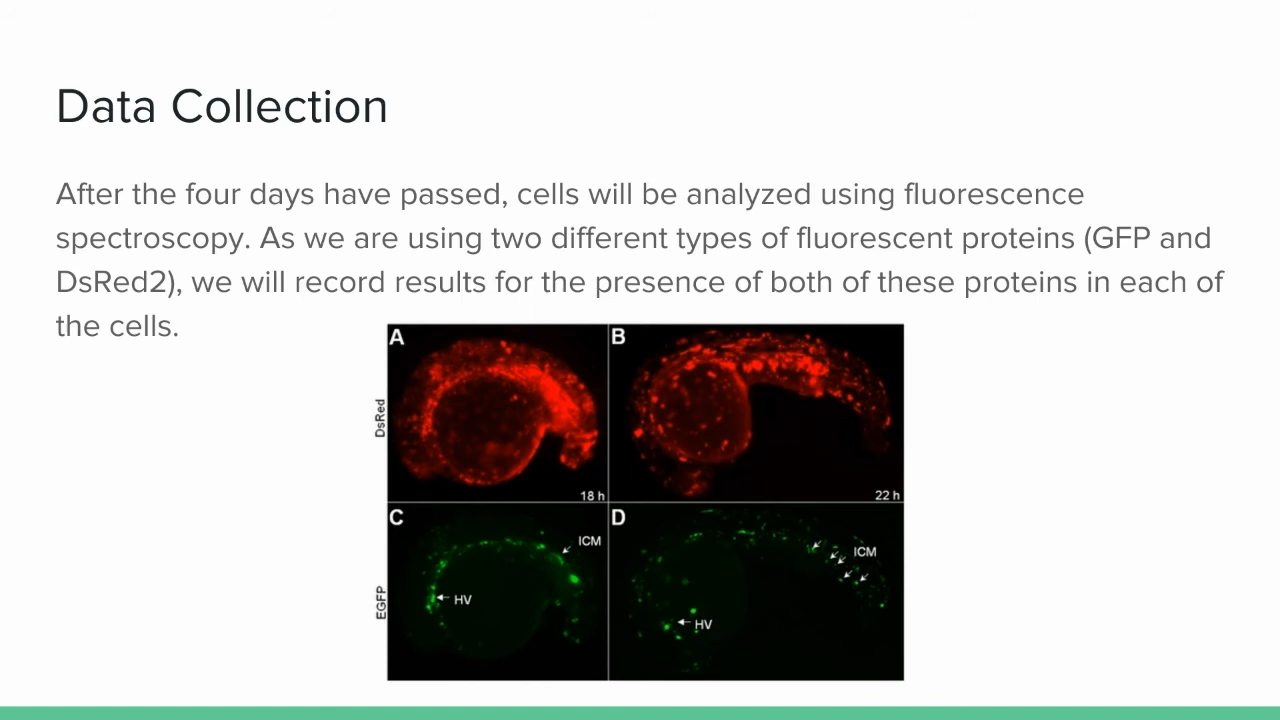 Data Collection
After the four days have passed, cells will be analyzed using fluorescence
spectroscopy. As we are using two different types of fluorescent proteins (GFP and
DsRed2), we will record results for the presence of both of these proteins in each of
the cells.
A
B
DsRed
18 h
22 h
C
D
ICM
ICM
EGFP
HV
HV